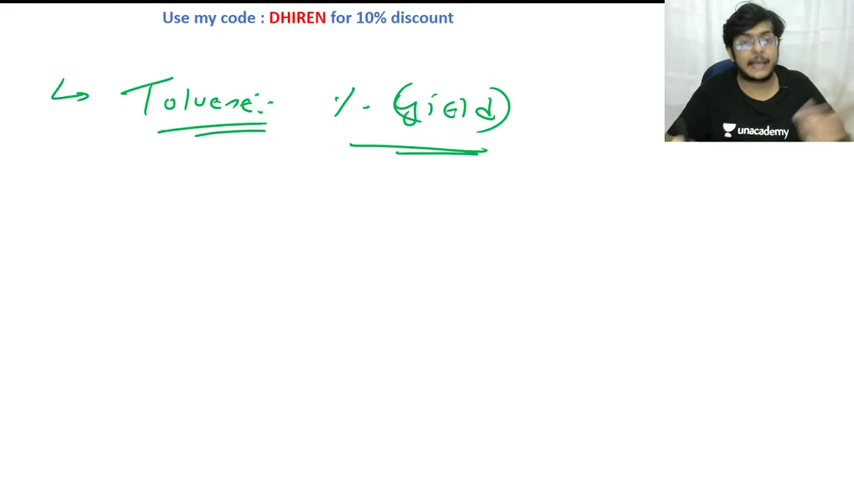 Use my code : DHIREN for 10% discount
↳ Toluene:- % (yield)
unacademy